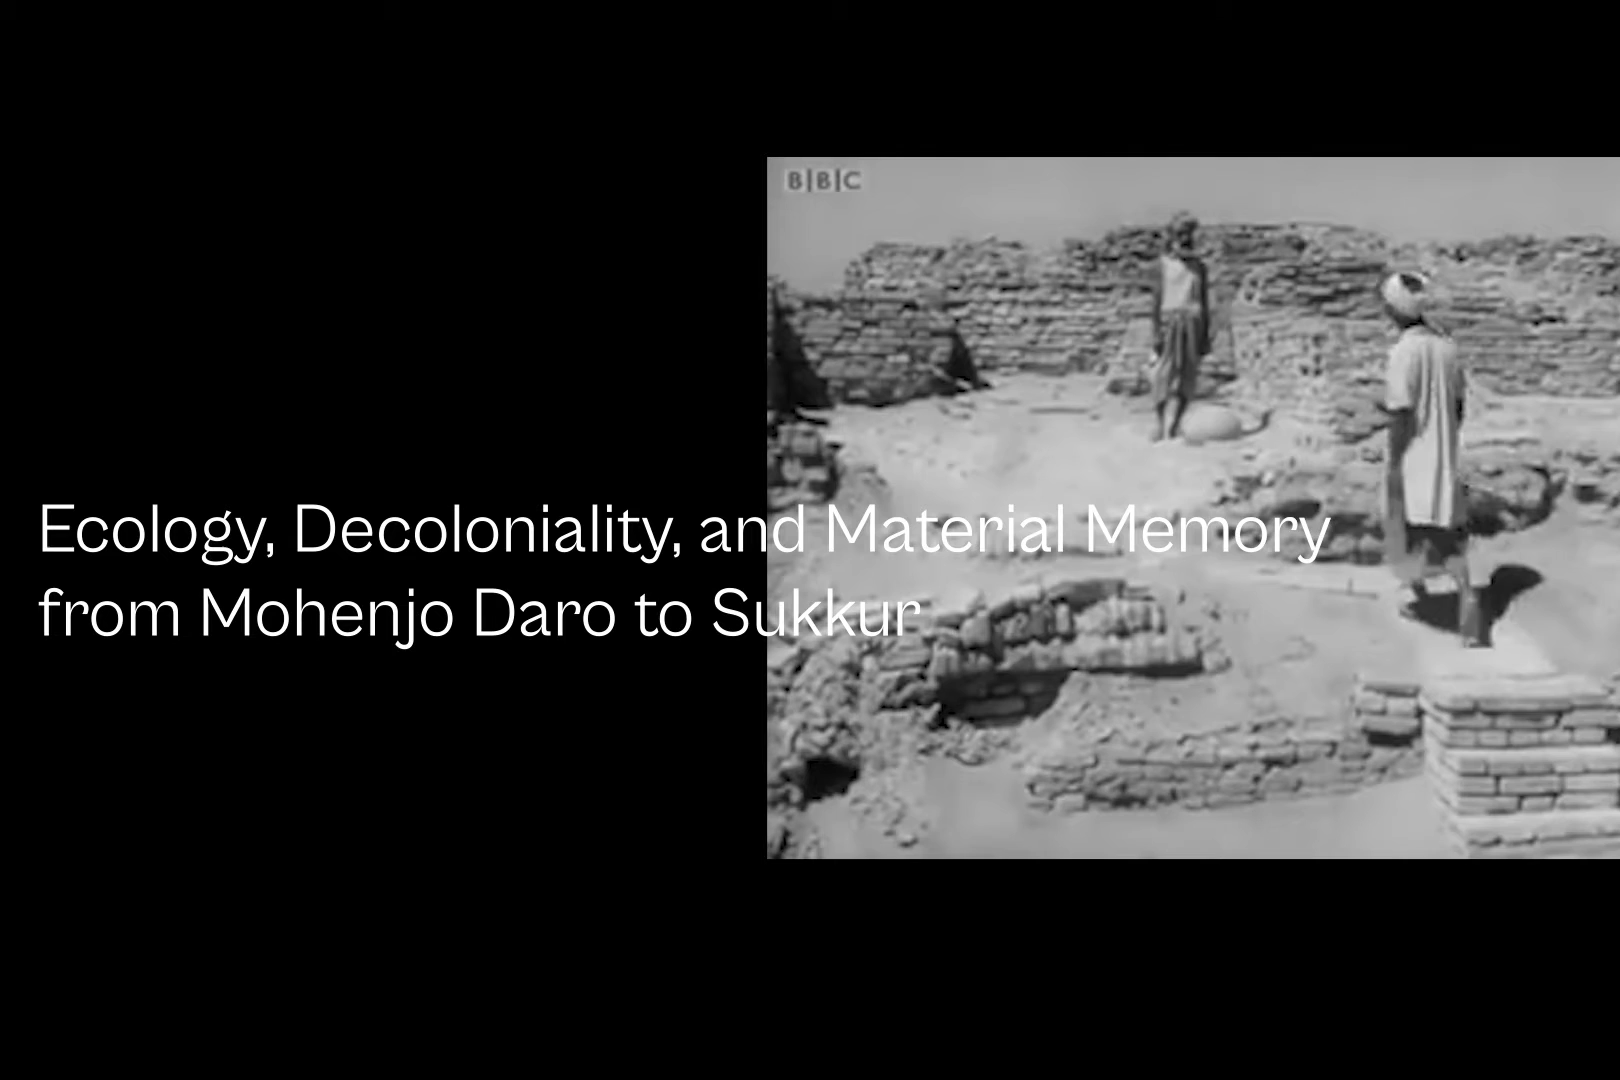 BBC
Ecology, Decoloniality, and Material Memory
from Mohenjo Daro to Sukkur